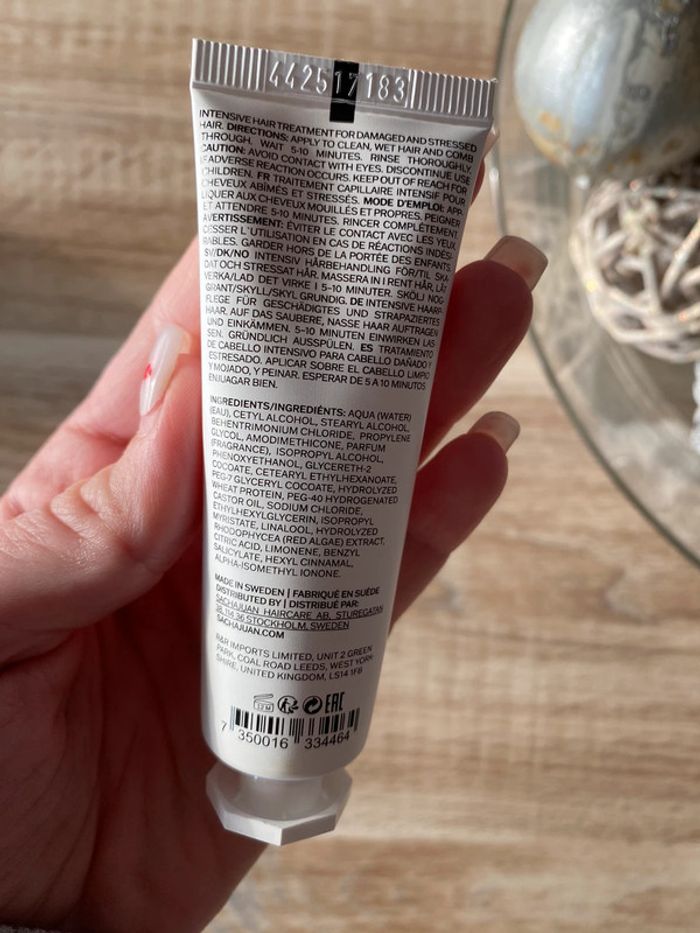 442517183
INTENSIVE HAIR TREATMENT FOR DAMAGED AND STRESSED
HAIR. DIRECTIONS: APPLY TO CLEAN, WET HAIR AND COMB
THROUGH. WAIT 5-10 MINUTES. RINSE THOROUGHLY.
CAUTION: AVOID CONTACT WITH EYES. DISCONTINUE USE
IF ADVERSE REACTION OCCURS. KEEP OUT OF REACH FOR
CHILDREN. FR TRAITEMENT CAPILLAIRE INTENSIF POUR
CHEVEUX ABÎMÉS ET STRESSÉS. MODE D'EMPLOI: APP-
LIQUER AUX CHEVEUX MOUILLÉS ET PROPRES. PEIGNER
ET ATTENDRE 5-10 MINUTES. RINCER COMPLÈTEMENT.
AVERTISSEMENT: ÉVITER LE CONTACT AVEC LES YEUX.
CESSER L`UTILISATION EN CAS DE RÉACTIONS INDÉSI-
RABLES. GARDER HORS DE LA PORTÉE DES ENFANTS.
SV/DK/NO INTENSIV HÅRBEHANDLING FÖR/TIL SKA-
DAT OCH STRESSAT HÅR. MASSERA IN I RENT HÅR, LÅT
VERKA/LAD DET VIRKE I 5-10 MINUTER. SKÖLJ NOG-
GRANT/SKYLL/SKYL GRUNDIG. DE INTENSIVE HAARP-
FLEGE FÜR GESCHÄDIGTES UND STRAPAZIERTES
HAAR. AUF DAS SAUBERE, NASSE HAAR AUFTRAGEN
UND EINKÄMMEN. 5-10 MINUTEN EINWIRKEN LAS
SEN. GRÜNDLICH AUSSPÜLEN. ES TRATAMIENTO
DE CABELLO INTENSIVO PARA CABELLO DAÑADO Y
ESTRESADO. APLICAR SOBRE EL CABELLO LIMPIO
Y MOJADO, Y PEINAR. ESPERAR DE 5 A 10 MINUTOS
ENJUAGAR BIEN.
INGREDIENTS/INGREDIÉNTS: AQUA (WATER)
(EAU), CETYL ALCOHOL, STEARYL ALCOHOL,
BEHENTRIMONIUM CHLORIDE, PROPYLENE
GLYCOL, AMODIMETHICONE, PARFUM
(FRAGRANCE), ISOPROPYL ALCOHOL,
PHENOXYETHANOL, GLYCERETH-2
COCOATE, CETEARYL ETHYLHEXANOATE,
PEG-7 GLYCERYL COCOATE, HYDROLYZED
WHEAT PROTEIN, PEG-40 HYDROGENATED
CASTOR OIL, SODIUM CHLORIDE,
ETHYLHEXYLGLYCERIN, ISOPROPYL
MYRISTATE, LINALOOL, HYDROLYZED
RHODOPHYCEA (RED ALGAE) EXTRACT,
CITRIC ACID, LIMONENE, BENZYL
SALICYLATE, HEXYL CINNAMAL,
ALPHA-ISOMETHYL IONONE.
MADE IN SWEDEN | FABRIQUÉ EN SUÈDE
DISTRIBUTED BY | DISTRIBUÉ PAR:
SACHAJUAN HAIRCARE AB, STUREGATAN
38, 114 36 STOCKHOLM, SWEDEN
SACHAJUAN.COM
R&R IMPORTS LIMITED, UNIT 2 GREEN
PARK, COAL ROAD LEEDS, WEST YORK-
SHIRE, UNITED KINGDOM, LS14 1FB
12 M EAC
7 350016 334464